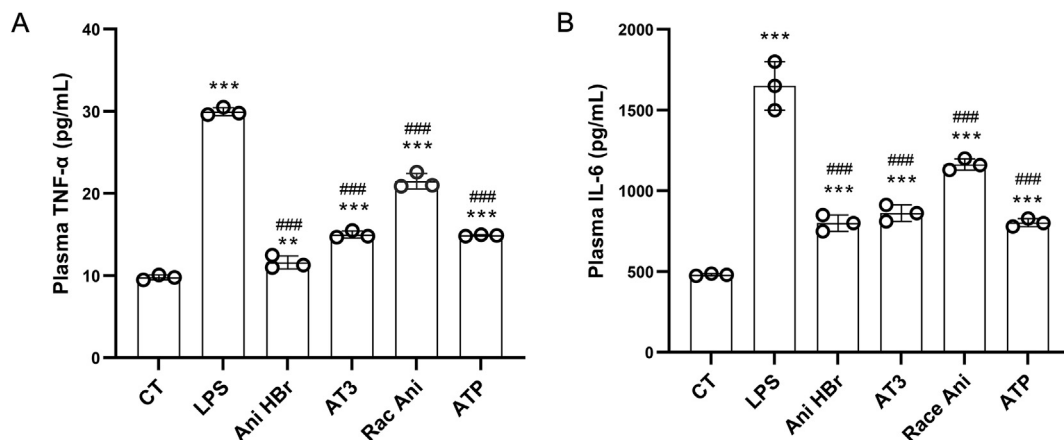 A
Plasma TNF-α (pg/mL)
40
30
20
10
0
***
###
**
###
***
###
***
###
***
CT
LPS
Ani HBr
AT3
Rac Ani
ATP
B
Plasma IL-6 (pg/mL)
2000
1500
1000
500
0
***
###
***
###
***
###
***
###
***
CT
LPS
Ani HBr
AT3
Race Ani
ATP